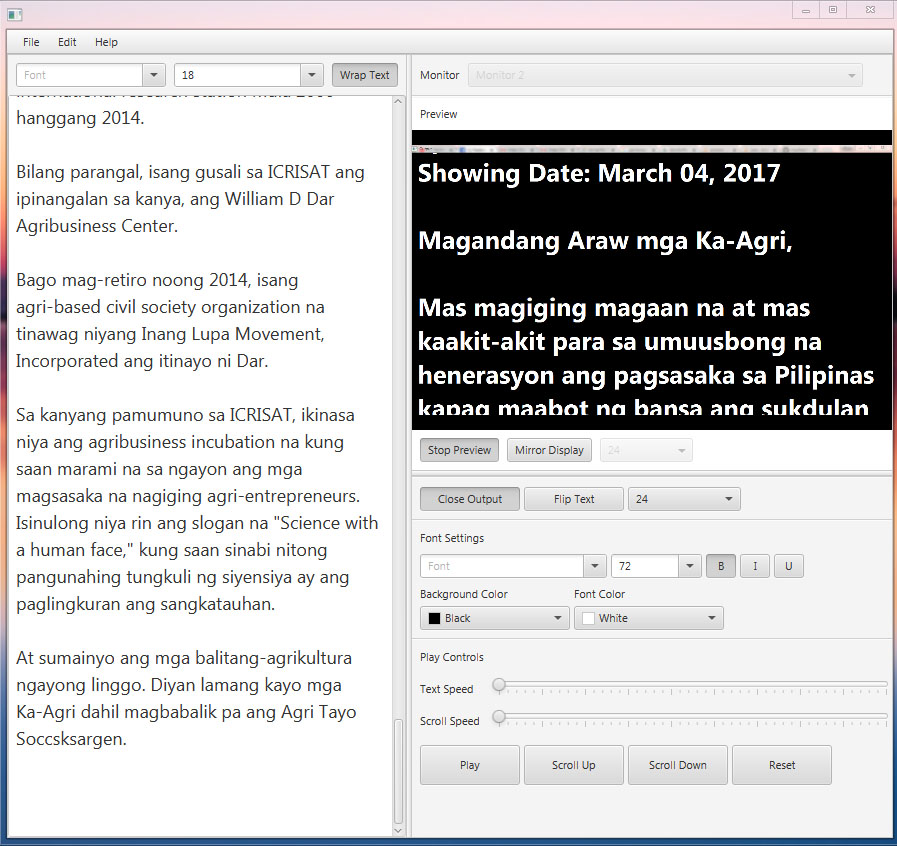 File Edit Help
Font 18 Wrap Text
hanggang 2014.
Bilang parangal, isang gusali sa ICRISAT ang
ipinangalan sa kanya, ang William D Dar
Agribusiness Center.
Bago mag-retiro noong 2014, isang
agri-based civil society organization na
tinawag niyang Inang Lupa Movement,
Incorporated ang itinayo ni Dar.
Sa kanyang pamumuno sa ICRISAT, ikinasa
niya ang agribusiness incubation na kung
saan marami na sa ngayon ang mga
magsasaka na nagiging agri-entrepreneurs.
Isinulong niya rin ang slogan na "Science with
a human face," kung saan sinabi nitong
pangunahing tungkuli ng siyensiya ay ang
paglingkuran ang sangkatauhan.
At sumainyo ang mga balitang-agrikultura
ngayong linggo. Diyan lamang kayo mga
Ka-Agri dahil magbabalik pa ang Agri Tayo
Soccsksargen.
Monitor Monitor 2
Preview
Showing Date: March 04, 2017
Magandang Araw mga Ka-Agri,
Mas magiging magaan na at mas
kaakit-akit para sa umuusbong na
henerasyon ang pagsasaka sa Pilipinas
kapag maabot ng bansa ang sukdulan
Stop Preview Mirror Display 24
Close Output Flip Text 24
Font Settings
Font 72 B I U
Background Color Font Color
Black White
Play Controls
Text Speed
Scroll Speed
Play Scroll Up Scroll Down Reset